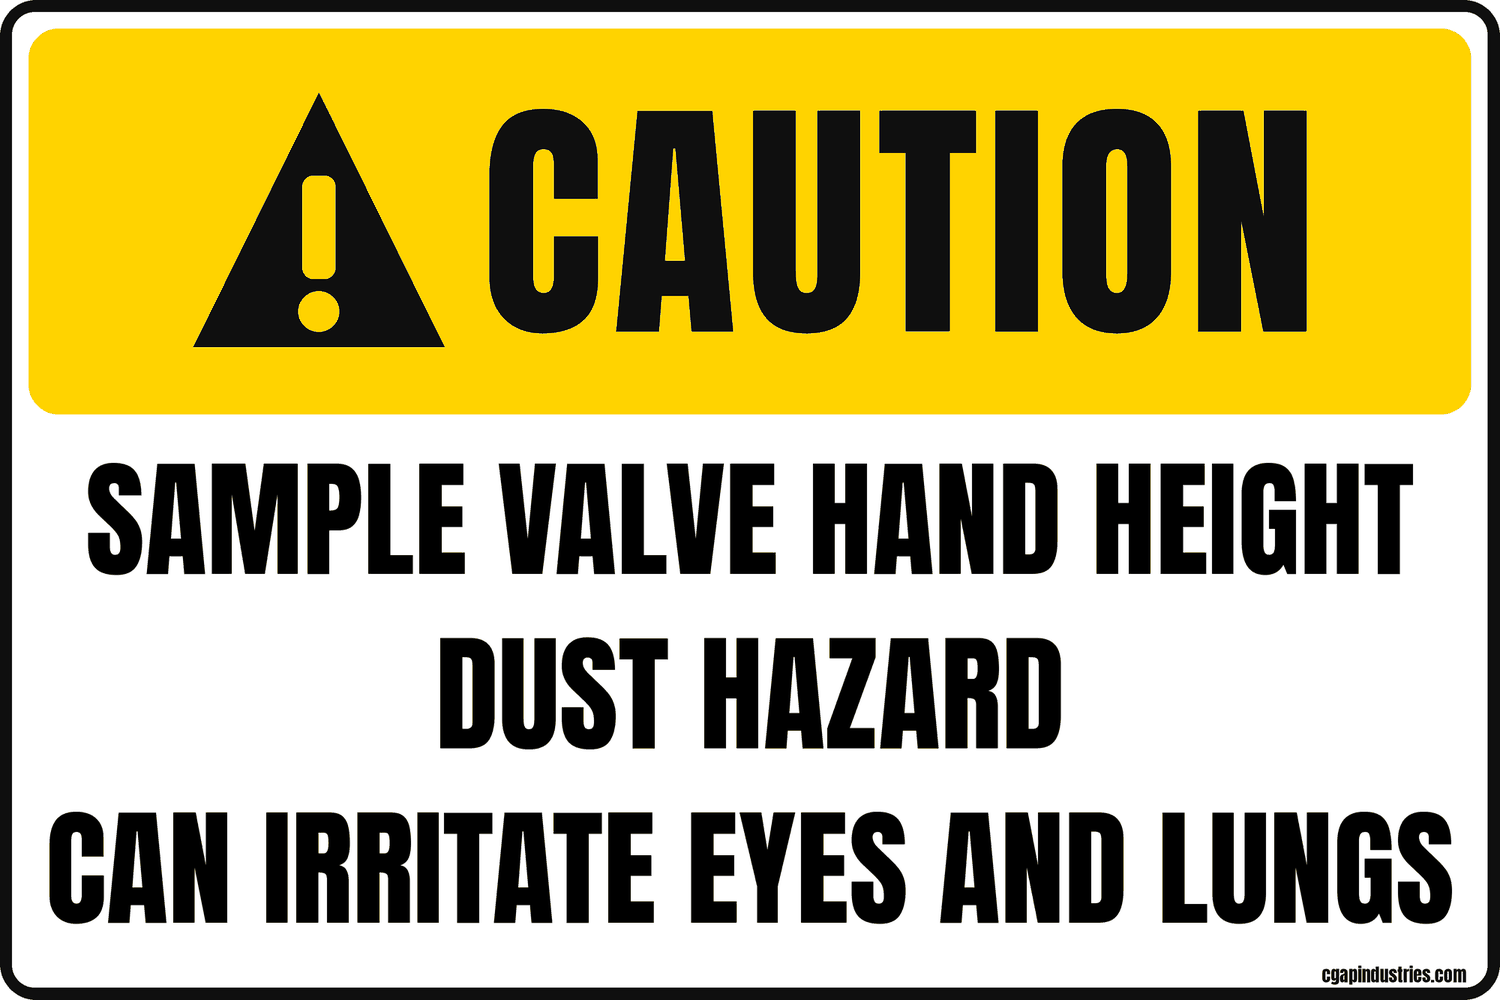 CAUTION
SAMPLE VALVE HAND HEIGHT
DUST HAZARD
CAN IRRITATE EYES AND LUNGS
cgapindustries.com